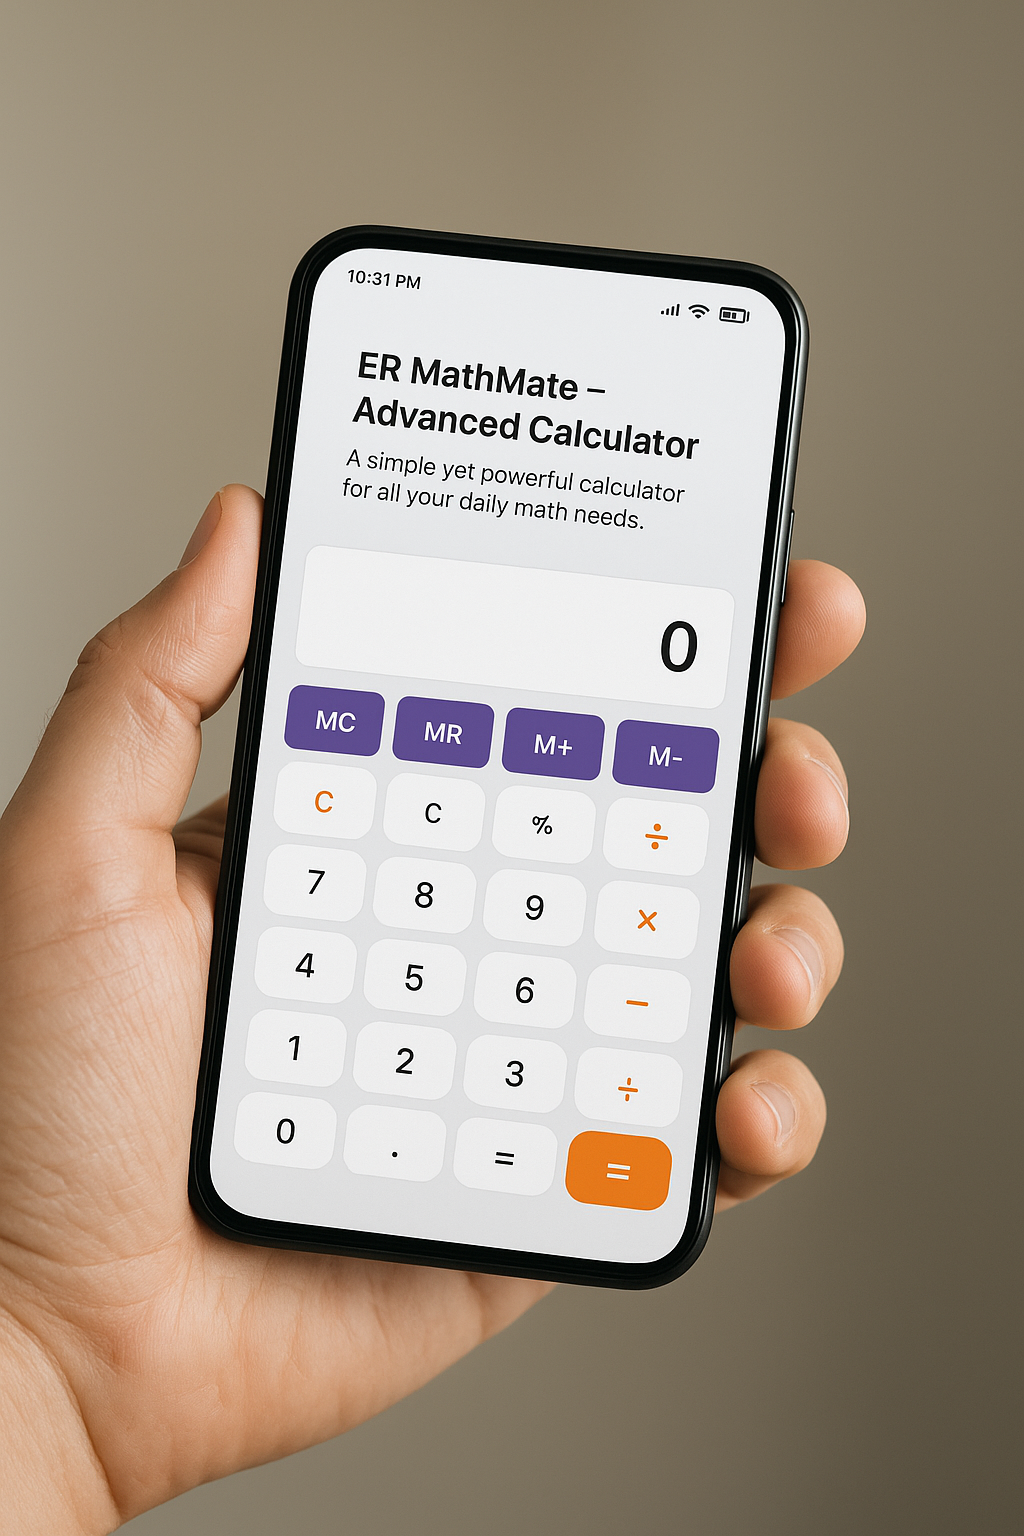 10:31 PM
ER MathMate –
Advanced Calculator
A simple yet powerful calculator
for all your daily math needs.
0
MC MR M+ M-
C C % ÷
7 8 9 ×
4 5 6 −
1 2 3 ÷
0 . = =